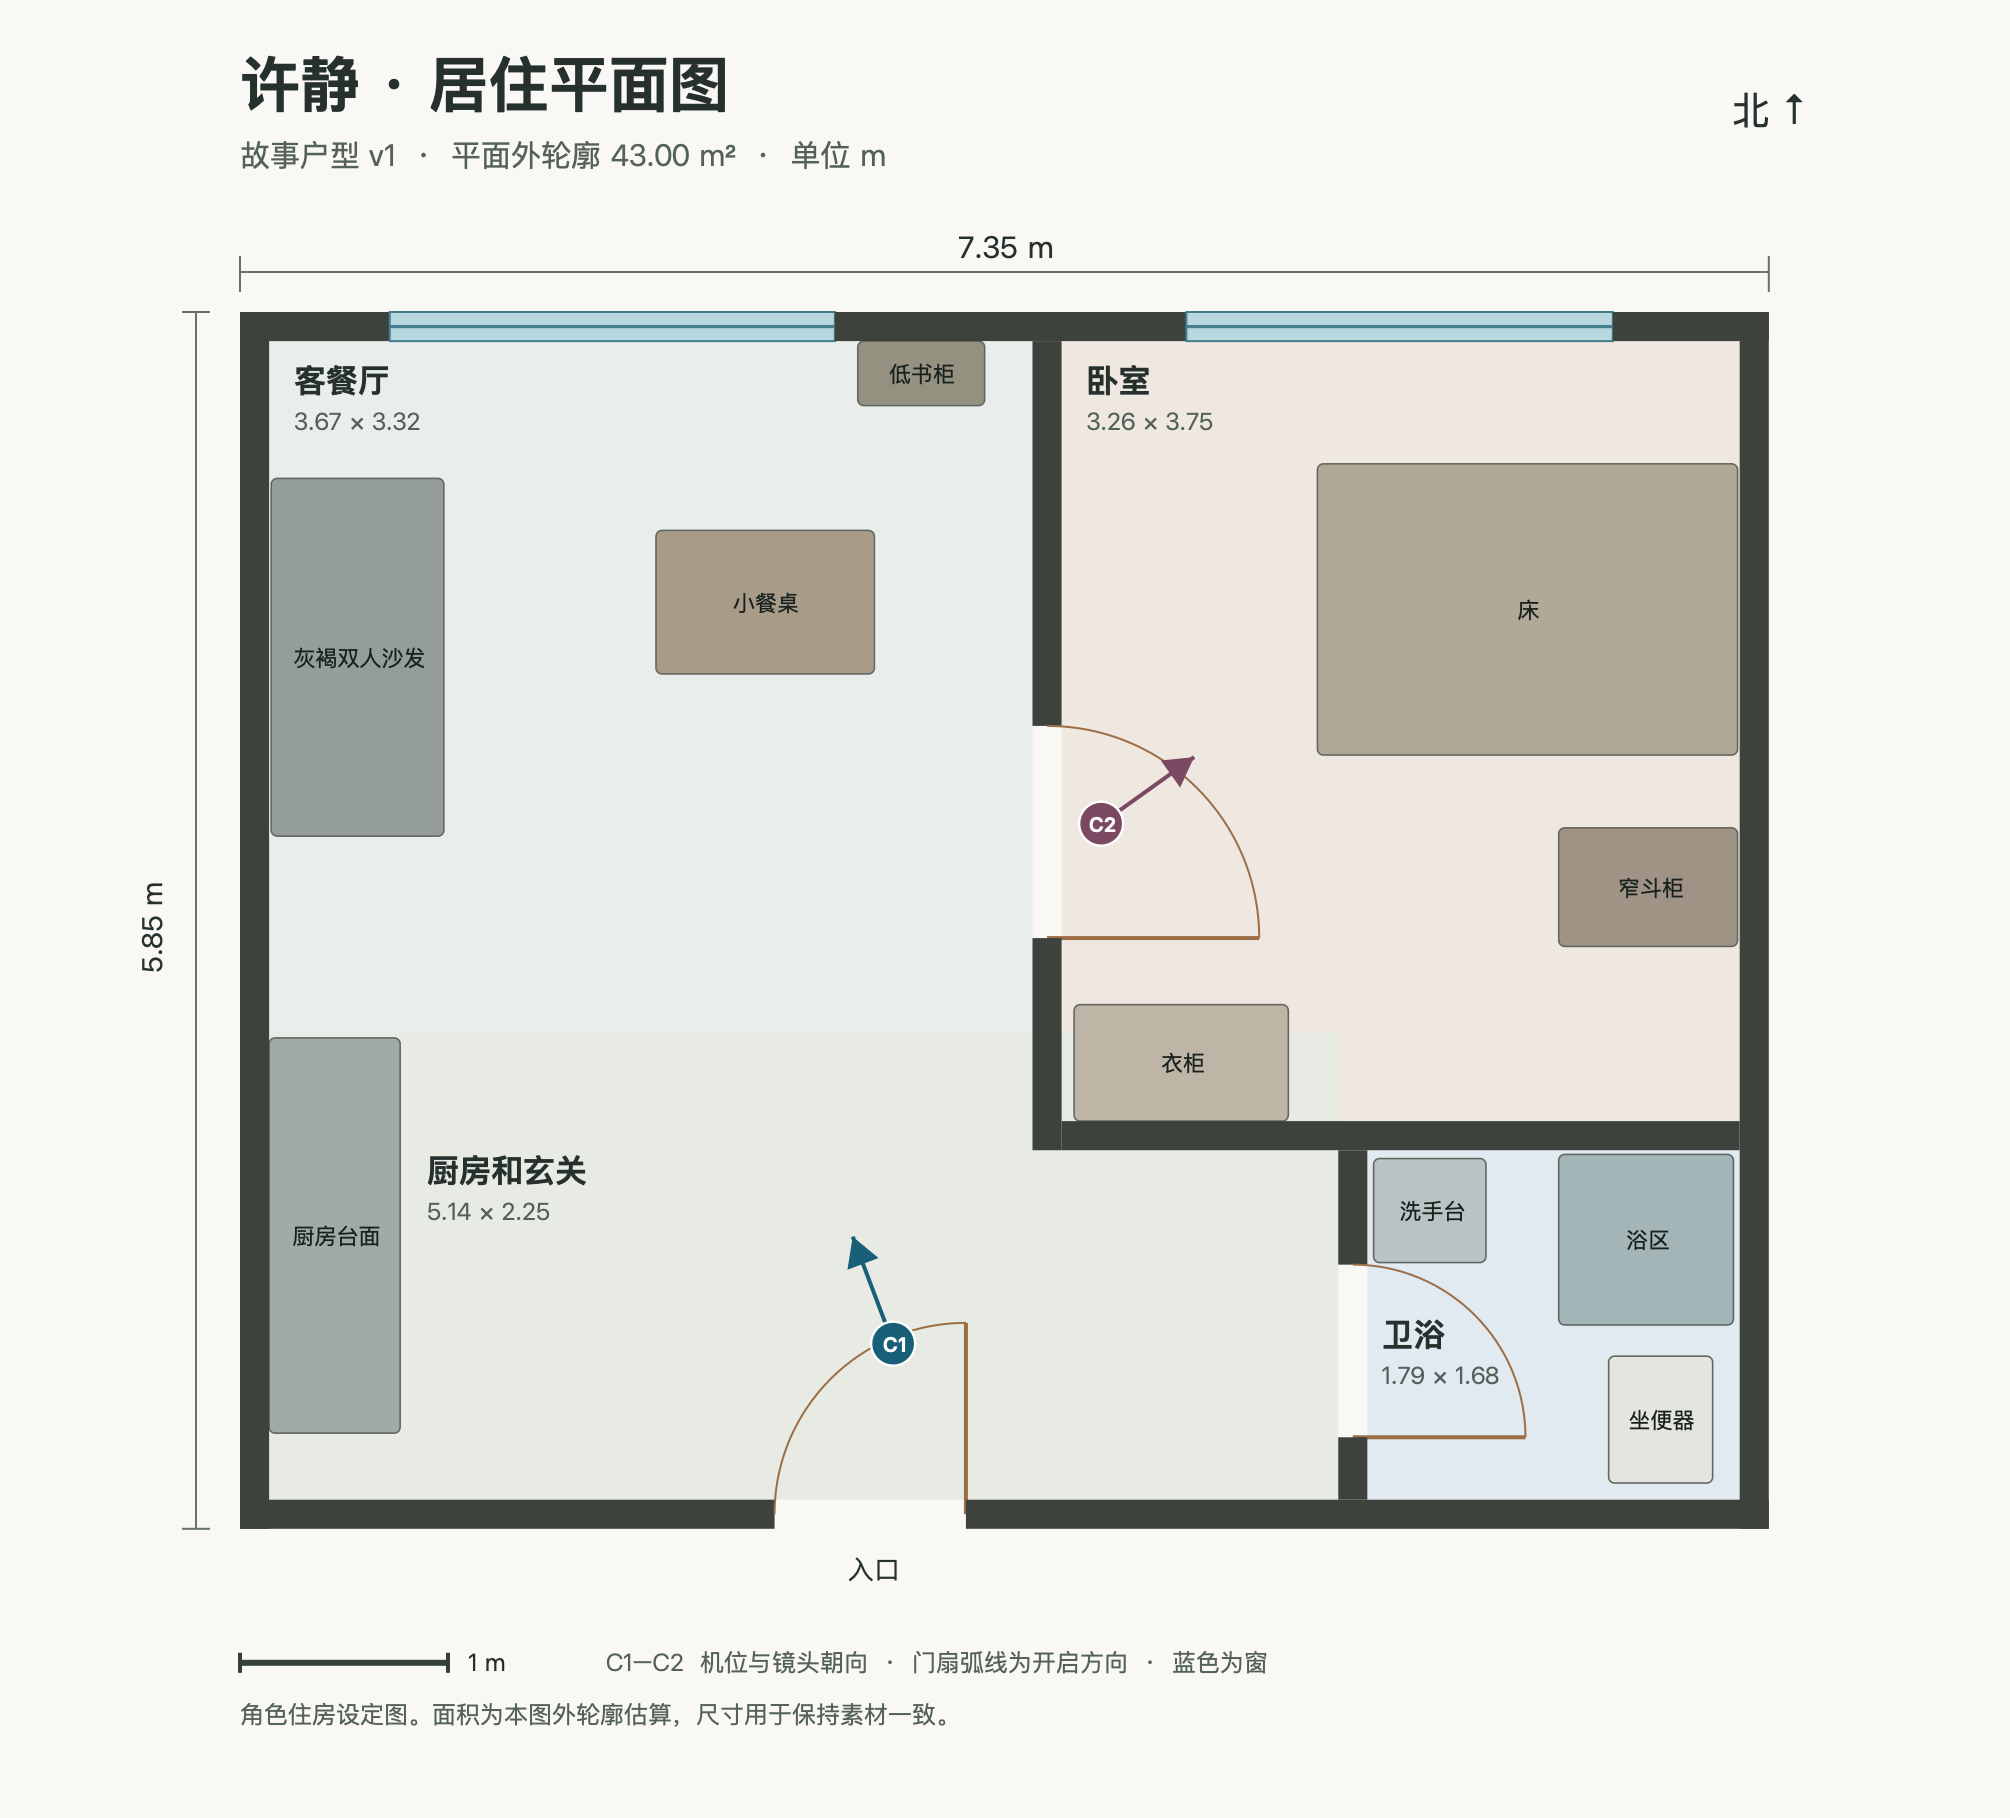 许静 · 居住平面图
北 ↑
故事户型 v1 · 平面外轮廓 43.00 m² · 单位 m
7.35 m
5.85 m
客餐厅
3.67 × 3.32
低书柜
卧室
3.26 × 3.75
灰褐双人沙发
小餐桌
床
C2
窄斗柜
衣柜
厨房和玄关
5.14 × 2.25
厨房台面
C1
洗手台
浴区
卫浴
1.79 × 1.68
坐便器
入口
1 m
C1—C2 机位与镜头朝向 · 门扇弧线为开启方向 · 蓝色为窗
角色住房设定图。面积为本图外轮廓估算，尺寸用于保持素材一致。